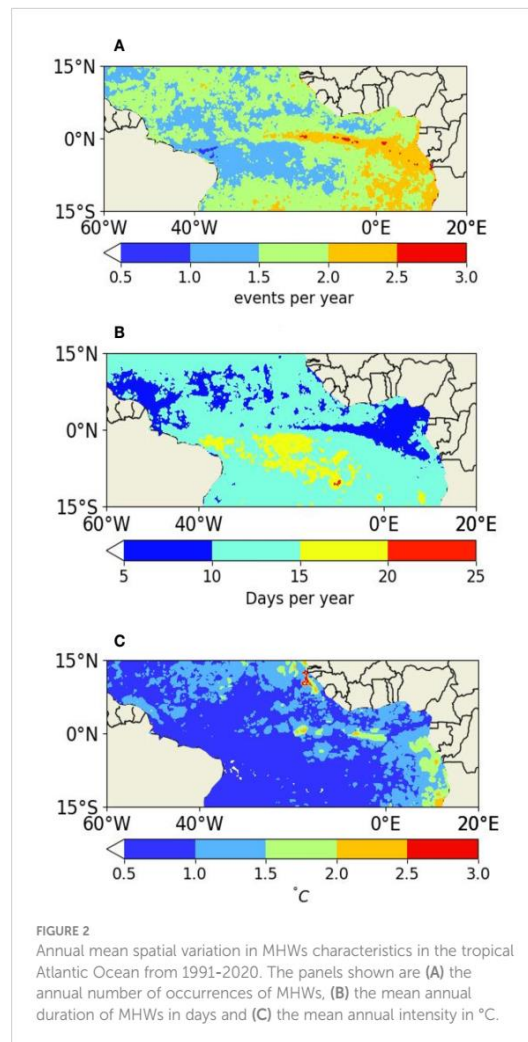 A
15°N
0°N
15°S
60°W 40°W 0°E 20°E
0.5 1.0 1.5 2.0 2.5 3.0
events per year
B
15°N
0°N
15°S
60°W 40°W 0°E 20°E
5 10 15 20 25
Days per year
C
15°N
0°N
15°S
60°W 40°W 0°E 20°E
0.5 1.0 1.5 2.0 2.5 3.0
°C
FIGURE 2
Annual mean spatial variation in MHWs characteristics in the tropical
Atlantic Ocean from 1991-2020. The panels shown are (A) the
annual number of occurrences of MHWs, (B) the mean annual
duration of MHWs in days and (C) the mean annual intensity in °C.